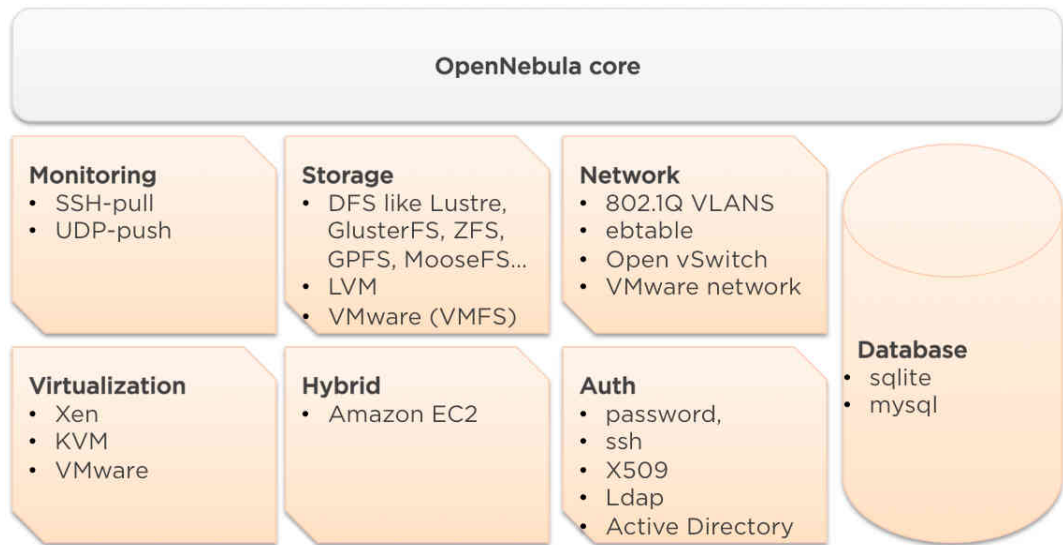 OpenNebula core
Monitoring
• SSH-pull
• UDP-push
Storage
• DFS like Lustre,
GlusterFS, ZFS,
GPFS, MooseFS...
• LVM
• VMware (VMFS)
Network
• 802.1Q VLANS
• ebtable
• Open vSwitch
• VMware network
Database
• sqlite
• mysql
Virtualization
• Xen
• KVM
• VMware
Hybrid
• Amazon EC2
Auth
• password,
• ssh
• X509
• Ldap
• Active Directory